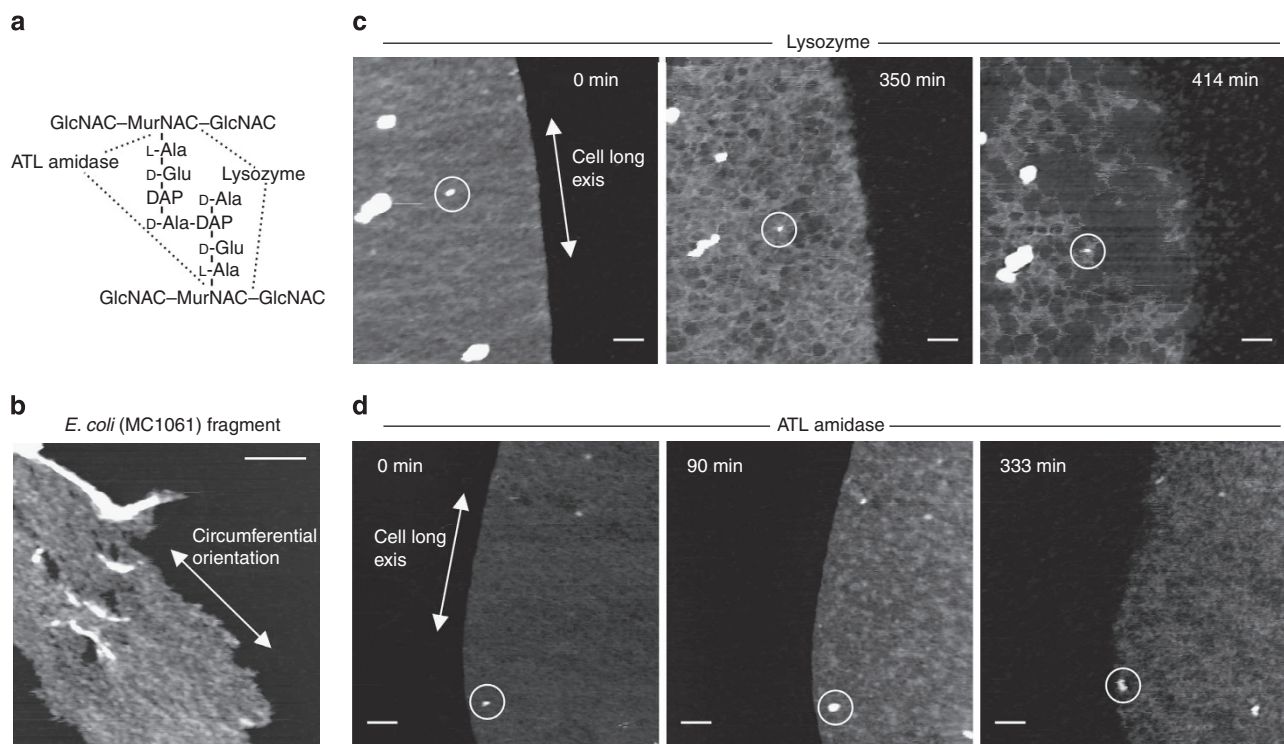 a
GlcNAC–MurNAC–GlcNAC
ATL amidase
L-Ala
D-Glu
Lysozyme
DAP
D-Ala
D-Ala-DAP
D-Glu
L-Ala
GlcNAC–MurNAC–GlcNAC
b
E. coli (MC1061) fragment
Circumferential
orientation
c
Lysozyme
0 min
Cell long
exis
350 min
414 min
d
ATL amidase
0 min
Cell long
exis
90 min
333 min